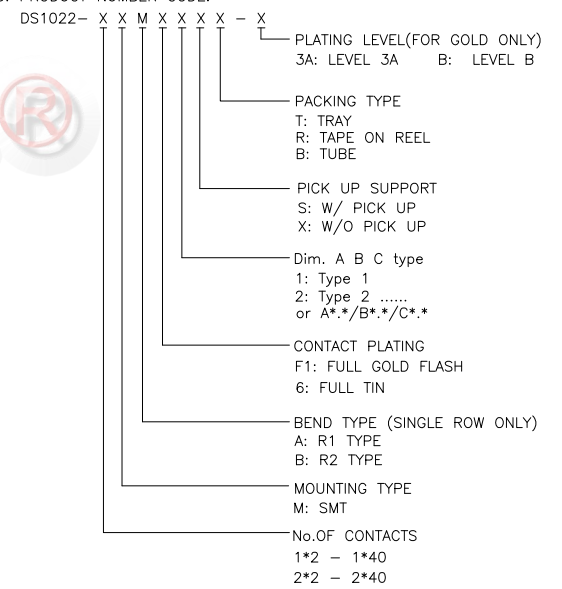 DS1022- X X M X X X X - X
PLATING LEVEL(FOR GOLD ONLY)
3A: LEVEL 3A B: LEVEL B
PACKING TYPE
T: TRAY
R: TAPE ON REEL
B: TUBE
PICK UP SUPPORT
S: W/ PICK UP
X: W/O PICK UP
Dim. A B C type
1: Type 1
2: Type 2 ......
or A*.*/B*.*/C*.*
CONTACT PLATING
F1: FULL GOLD FLASH
6: FULL TIN
BEND TYPE (SINGLE ROW ONLY)
A: R1 TYPE
B: R2 TYPE
MOUNTING TYPE
M: SMT
No.OF CONTACTS
1*2 – 1*40
2*2 – 2*40
R